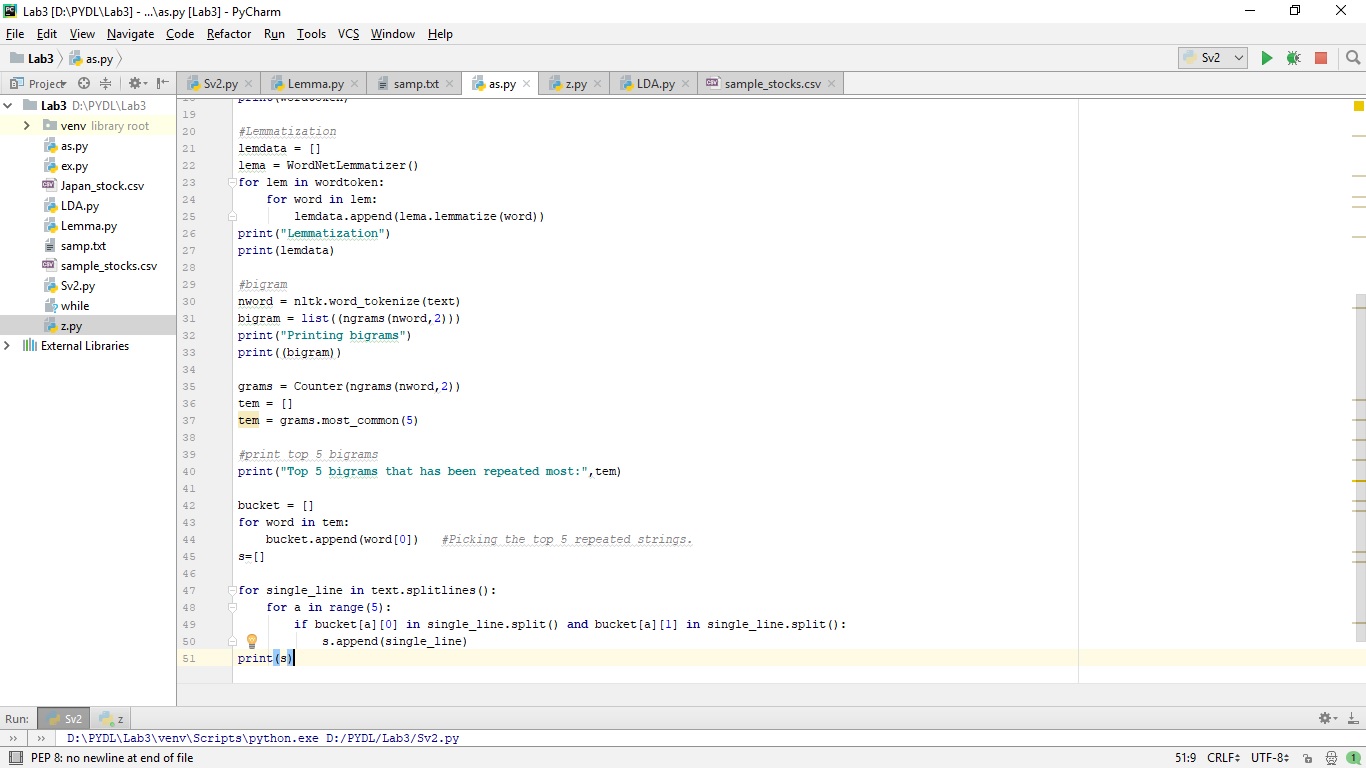 Lab3 [D:\PYDL\Lab3] - ...\as.py [Lab3] - PyCharm
File Edit View Navigate Code Refactor Run Tools VCS Window Help
Lab3 as.py Sv2
Project Sv2.py Lemma.py samp.txt as.py z.py LDA.py sample_stocks.csv
Lab3 D:\PYDL\Lab3
venv library root
as.py
ex.py
Japan_stock.csv
LDA.py
Lemma.py
samp.txt
sample_stocks.csv
Sv2.py
while
z.py
External Libraries
18 print(wordtoken)
19
20 #Lemmatization
21 lemdata = []
22 lema = WordNetLemmatizer()
23 for lem in wordtoken:
24     for word in lem:
25         lemdata.append(lema.lemmatize(word))
26 print("Lemmatization")
27 print(lemdata)
28
29 #bigram
30 nword = nltk.word_tokenize(text)
31 bigram = list((ngrams(nword,2)))
32 print("Printing bigrams")
33 print((bigram))
34
35 grams = Counter(ngrams(nword,2))
36 tem = []
37 tem = grams.most_common(5)
38
39 #print top 5 bigrams
40 print("Top 5 bigrams that has been repeated most:",tem)
41
42 bucket = []
43 for word in tem:
44     bucket.append(word[0])   #Picking the top 5 repeated strings.
45 s=[]
46
47 for single_line in text.splitlines():
48     for a in range(5):
49         if bucket[a][0] in single_line.split() and bucket[a][1] in single_line.split():
50             s.append(single_line)
51 print(s)
Run: Sv2 z
D:\PYDL\Lab3\venv\Scripts\python.exe D:/PYDL/Lab3/Sv2.py
PEP 8: no newline at end of file 51:9 CRLF UTF-8 1